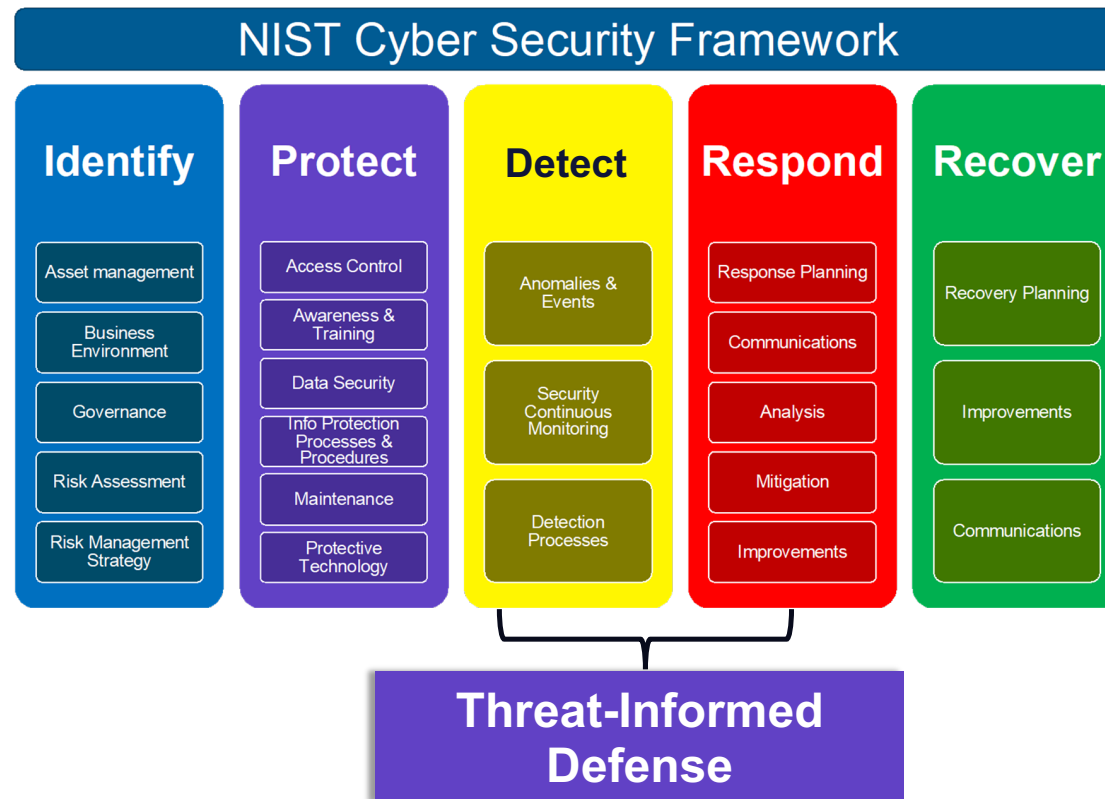 NIST Cyber Security Framework
Identify
Asset management
Business
Environment
Governance
Risk Assessment
Risk Management
Strategy
Protect
Access Control
Awareness &
Training
Data Security
Info Protection
Processes &
Procedures
Maintenance
Protective
Technology
Detect
Anomalies &
Events
Security
Continuous
Monitoring
Detection
Processes
Respond
Response Planning
Communications
Analysis
Mitigation
Improvements
Recover
Recovery Planning
Improvements
Communications
Threat-Informed
Defense